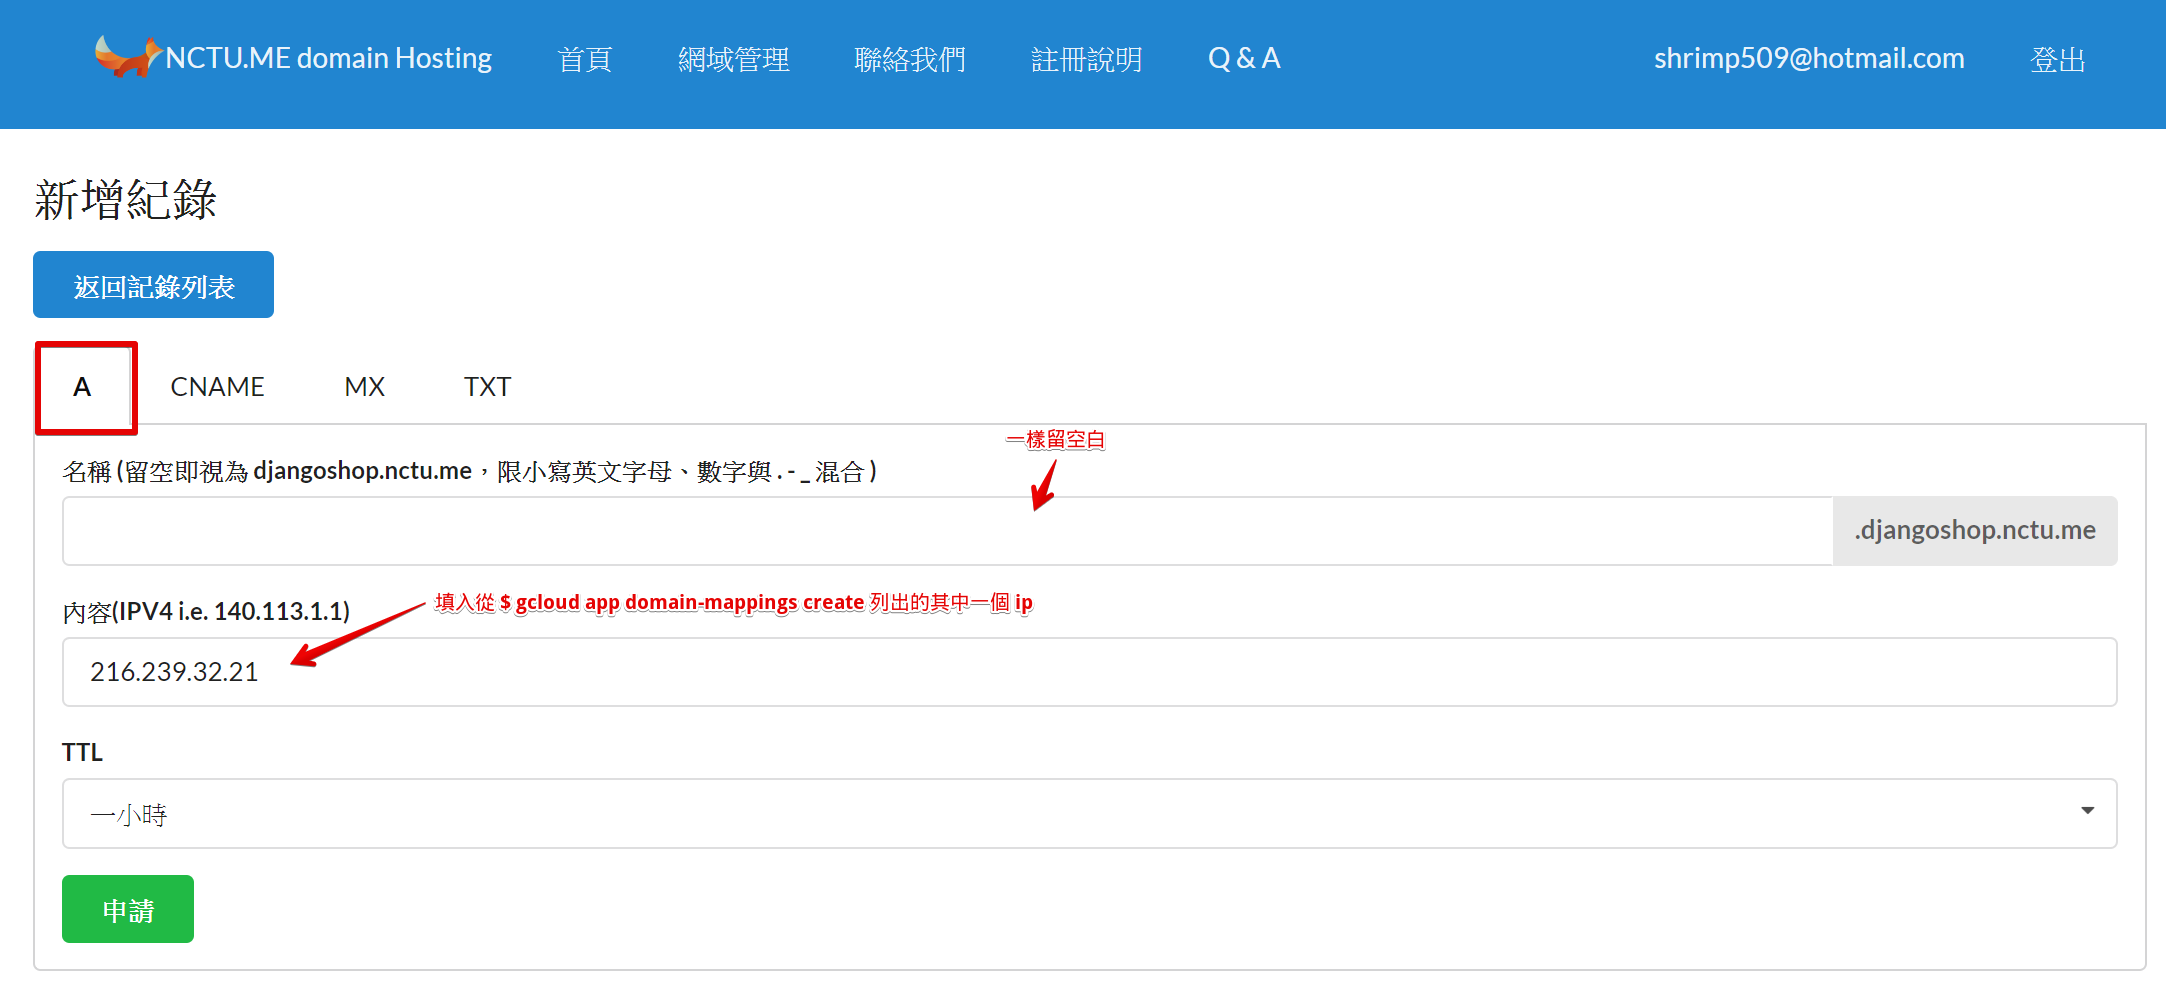 NCTU.ME domain Hosting 首頁 網域管理 聯絡我們 註冊說明 Q & A shrimp509@hotmail.com 登出
新增紀錄
返回記錄列表
A CNAME MX TXT
一樣留空白
名稱 (留空即視為 djangoshop.nctu.me，限小寫英文字母、數字與 . - _ 混合 )
.djangoshop.nctu.me
填入從 $ gcloud app domain-mappings create 列出的其中一個 ip
內容(IPV4 i.e. 140.113.1.1)
216.239.32.21
TTL
一小時
申請